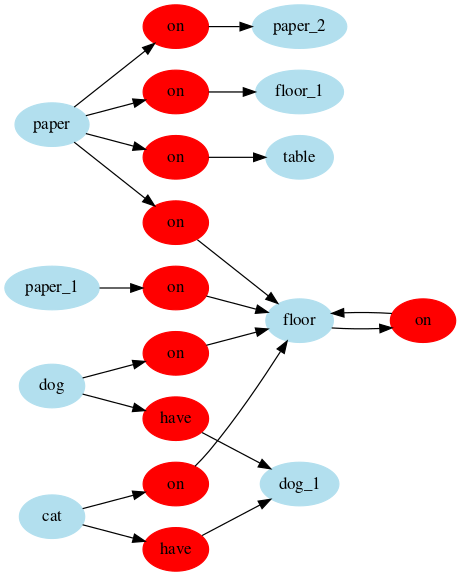 on paper_2
on floor_1
paper
on table
on
paper_1 on
floor on
on
dog
have
on dog_1
cat
have